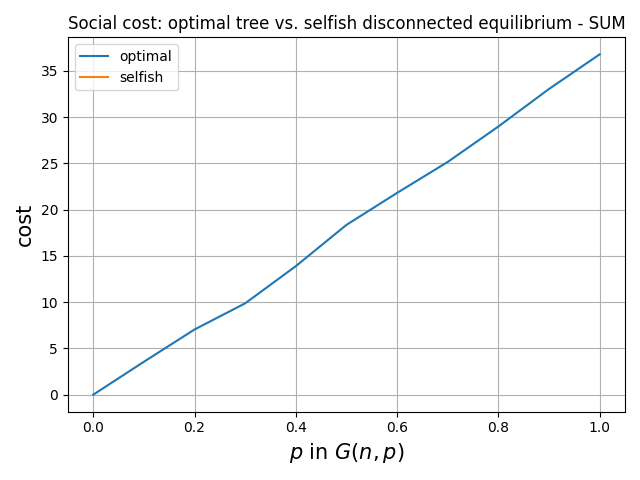 Social cost: optimal tree vs. selfish disconnected equilibrium - SUM
optimal
selfish
35
30
25
20
15
10
5
0
cost
0.0 0.2 0.4 0.6 0.8 1.0
p in G(n, p)